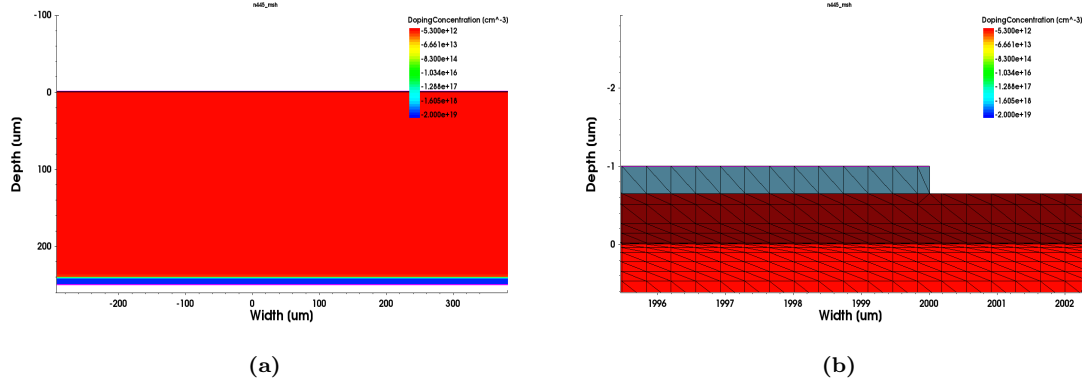 n445_msh
DopingConcentration (cm^-3)
-5.300e+12
-6.661e+13
-8.300e+14
-1.034e+16
-1.288e+17
-1.605e+18
-2.000e+19
-100
0
100
200
Depth (um)
-200 -100 0 100 200 300
Width (um)
(a)
n445_msh
DopingConcentration (cm^-3)
-5.300e+12
-6.661e+13
-8.300e+14
-1.034e+16
-1.288e+17
-1.605e+18
-2.000e+19
-2
-1
0
Depth (um)
1996 1997 1998 1999 2000 2001 2002
Width (um)
(b)